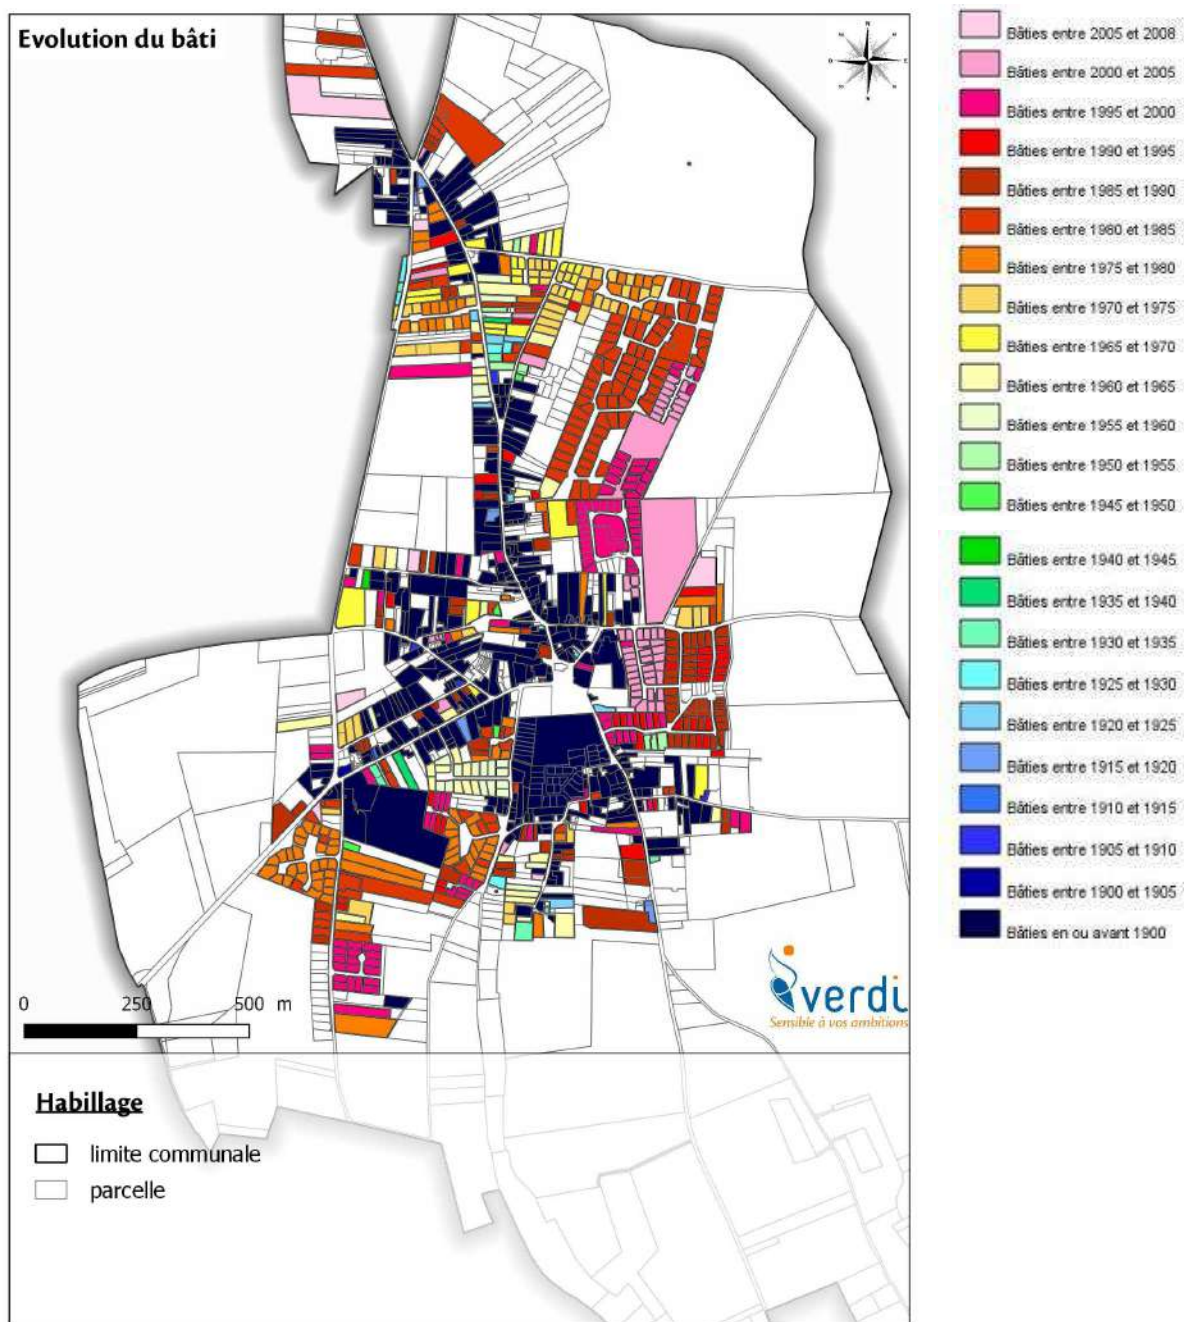 Evolution du bâti
N
E
Bâties entre 2005 et 2008
Bâties entre 2000 et 2005
Bâties entre 1995 et 2000
Bâties entre 1990 et 1995
Bâties entre 1985 et 1990
Bâties entre 1980 et 1985
Bâties entre 1975 et 1980
Bâties entre 1970 et 1975
Bâties entre 1965 et 1970
Bâties entre 1960 et 1965
Bâties entre 1955 et 1960
Bâties entre 1950 et 1955
Bâties entre 1945 et 1950
Bâties entre 1940 et 1945
Bâties entre 1935 et 1940
Bâties entre 1930 et 1935
Bâties entre 1925 et 1930
Bâties entre 1920 et 1925
Bâties entre 1915 et 1920
Bâties entre 1910 et 1915
Bâties entre 1905 et 1910
Bâties entre 1900 et 1905
Bâties en ou avant 1900
verdi
Sensible à vos ambitions
0 250 500 m
Habillage
limite communale
parcelle